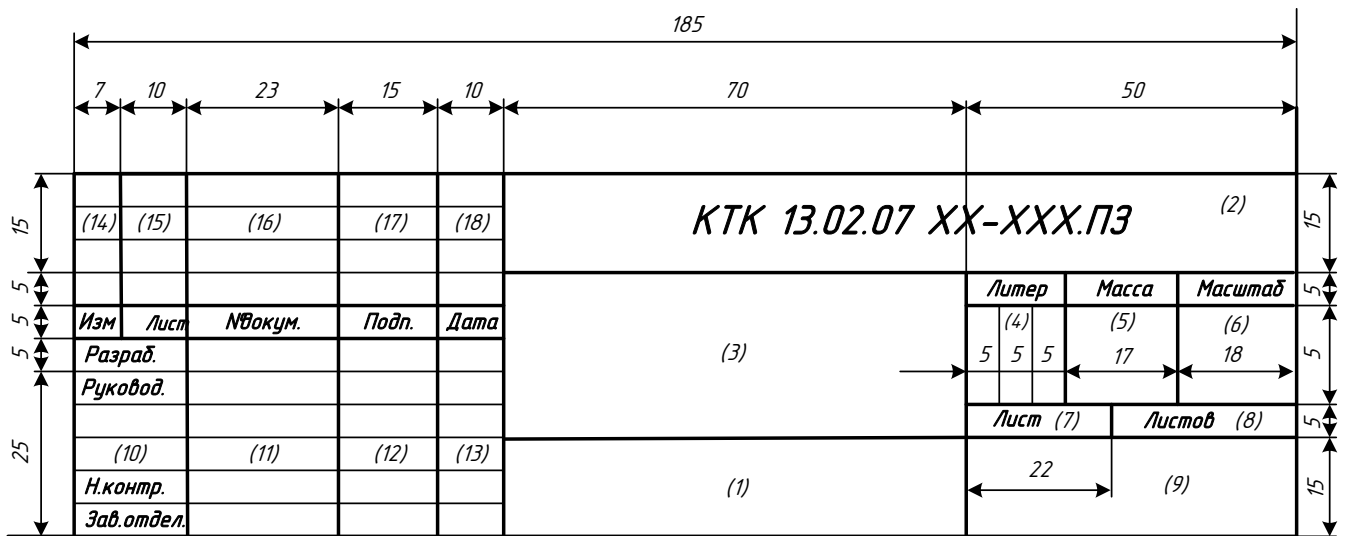 185
7 10 23 15 10 70 50
15 (14) (15) (16) (17) (18) КТК 13.02.07 ХХ-ХХХ.ПЗ (2) 15
5 Литер Масса Масштаб 5
5 Изм Лист №докум. Подп. Дата (3) (4) (5) (6) 5
5 Разраб. 5 5 5 17 18
Руковод.
Лист (7) Листов (8) 5
25 (10) (11) (12) (13) (1) 22 (9) 15
Н.контр.
Зав.отдел.